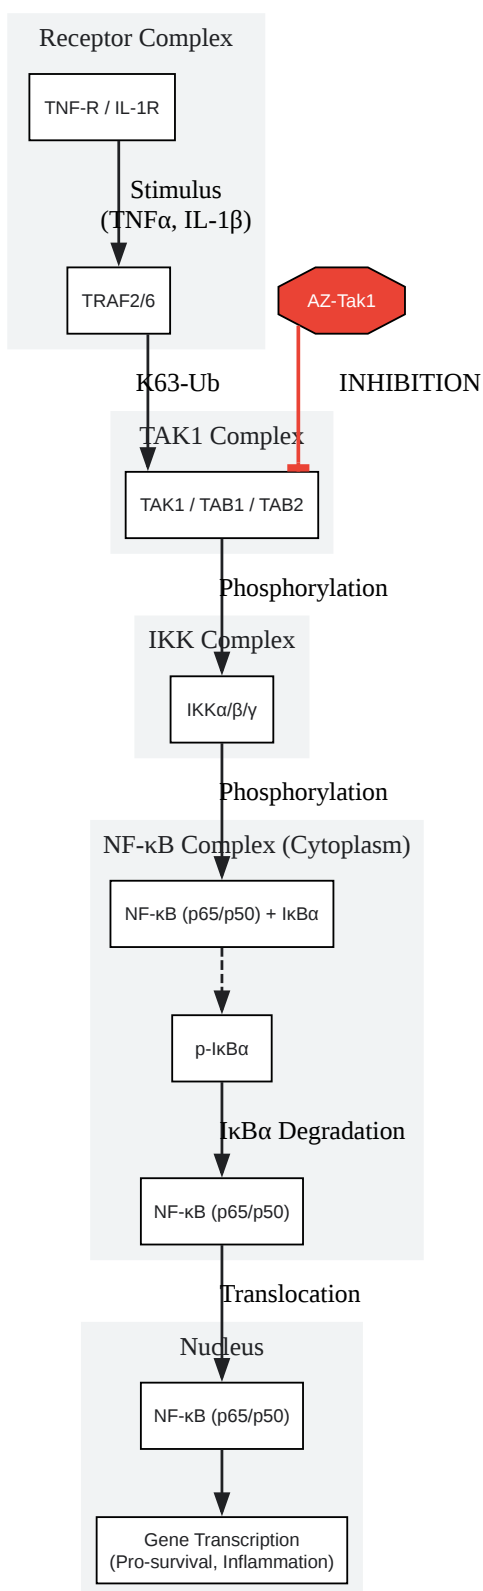 Receptor Complex
TNF-R / IL-1R
Stimulus
(TNFα, IL-1β)
TRAF2/6
AZ-Tak1
K63-Ub
INHIBITION
TAK1 Complex
TAK1 / TAB1 / TAB2
Phosphorylation
IKK Complex
IKKα/β/γ
Phosphorylation
NF-κB Complex (Cytoplasm)
NF-κB (p65/p50) + IκBα
p-IκBα
IκBα Degradation
NF-κB (p65/p50)
Translocation
Nucleus
NF-κB (p65/p50)
Gene Transcription
(Pro-survival, Inflammation)